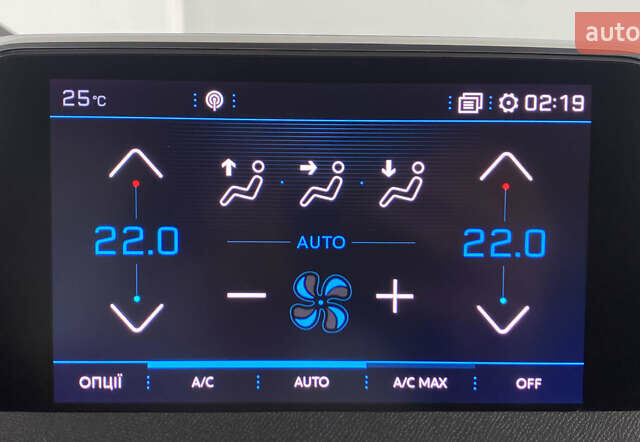 auto
25°C
02:19
22.0
AUTO
22.0
ОПЦІЇ
A/C
AUTO
A/C MAX
OFF